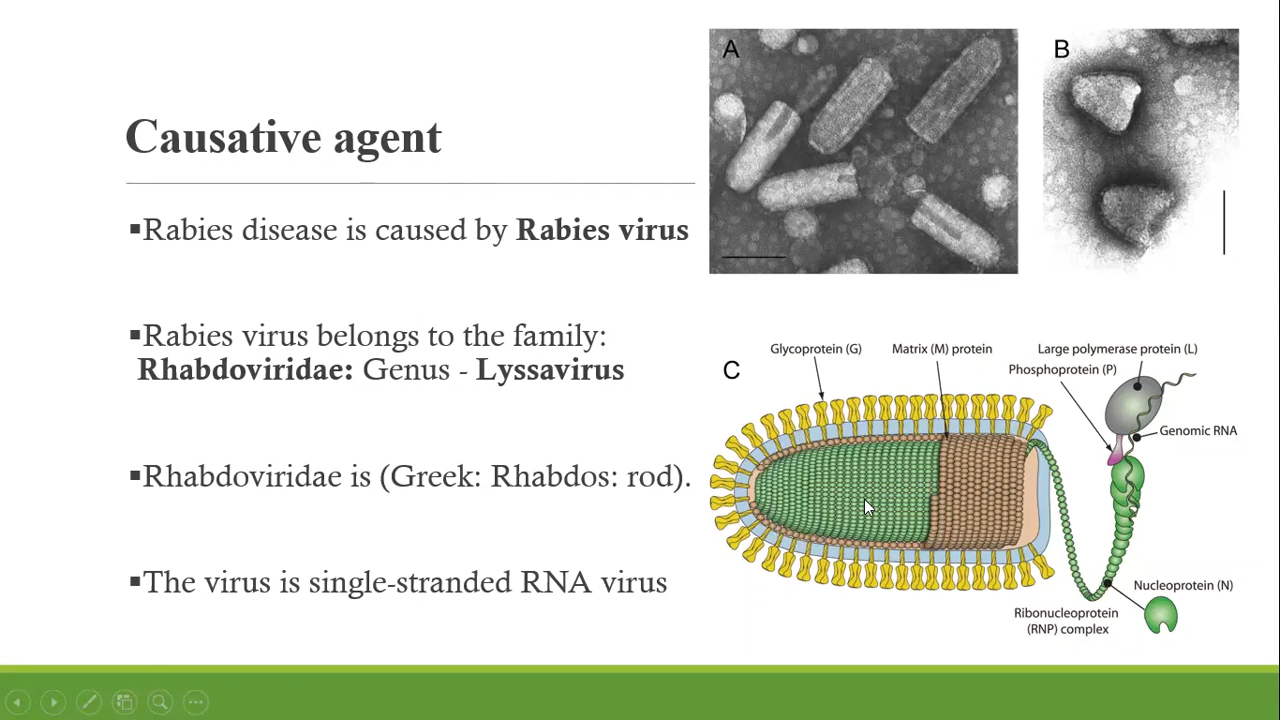 Causative agent
▪Rabies disease is caused by Rabies virus
▪Rabies virus belongs to the family:
Rhabdoviridae: Genus - Lyssavirus
▪Rhabdoviridae is (Greek: Rhabdos: rod).
▪The virus is single-stranded RNA virus
A
B
C
Glycoprotein (G)
Matrix (M) protein
Large polymerase protein (L)
Phosphoprotein (P)
Genomic RNA
Nucleoprotein (N)
Ribonucleoprotein
(RNP) complex